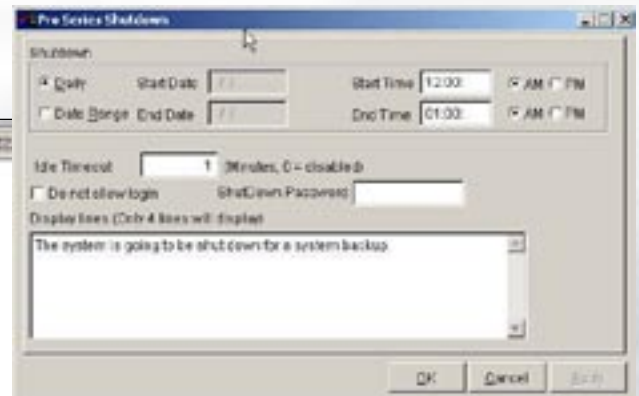 Pro Series Shutdown
Shutdown
Daily Start Date / / Start Time 12:00: AM PM
Date Range End Date / / End Time 01:00: AM PM
Idle Timeout 1 (Minutes, 0 = disabled)
Do not allow login ShutDown Password
Display lines (Only 4 lines will display)
The system is going to be shut down for a system backup
OK Cancel